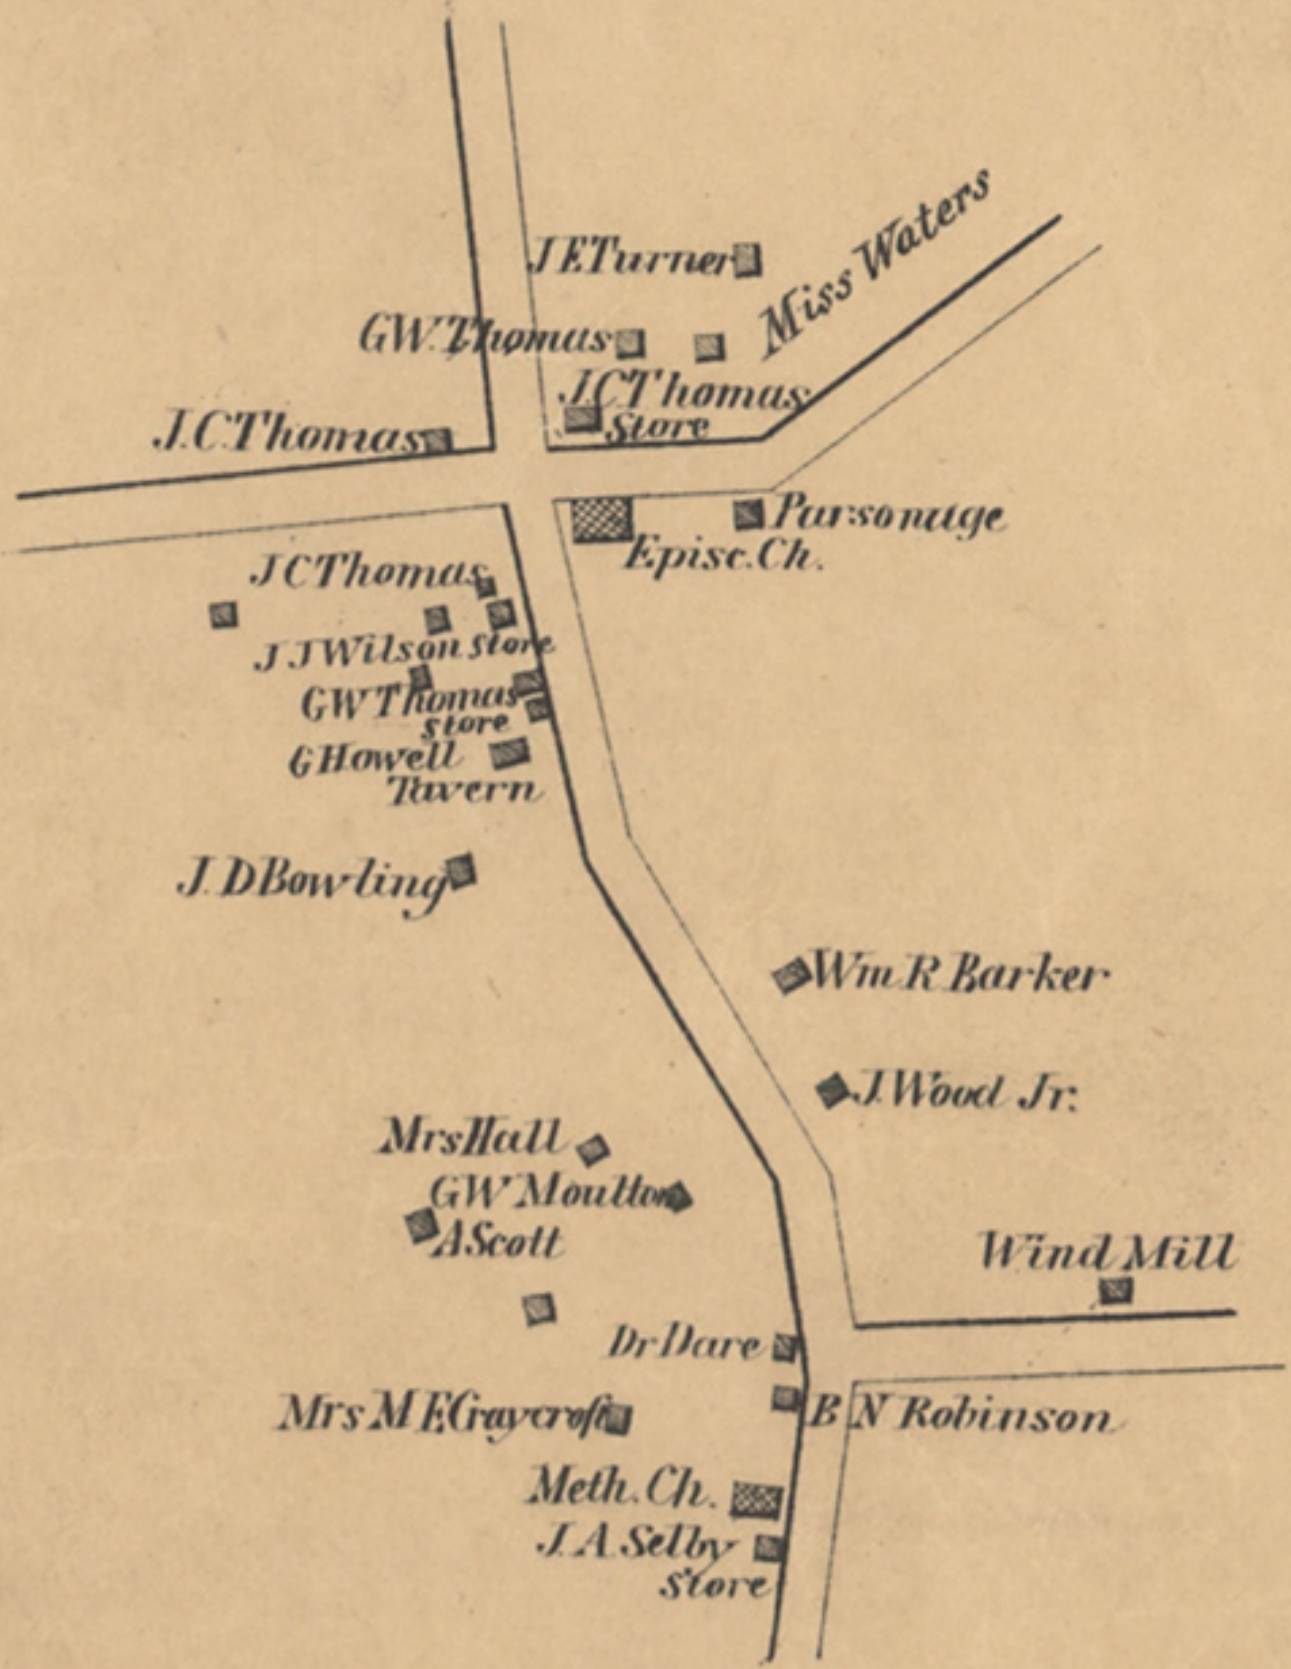 J E Turner
Miss Waters
G W. Thomas
J. C Thomas
Store
J. C. Thomas
Parsonage
Episc. Ch.
J C Thomas
J J Wilson Store
G W Thomas
Store
G Howell
Tavern
J. D Bowling
Wm R Barker
J. Wood Jr.
Mrs Hall
G W Moulton
A Scott
Wind Mill
Dr Dare
Mrs M E Graycroft
B N Robinson
Meth. Ch.
J. A Selby
Store